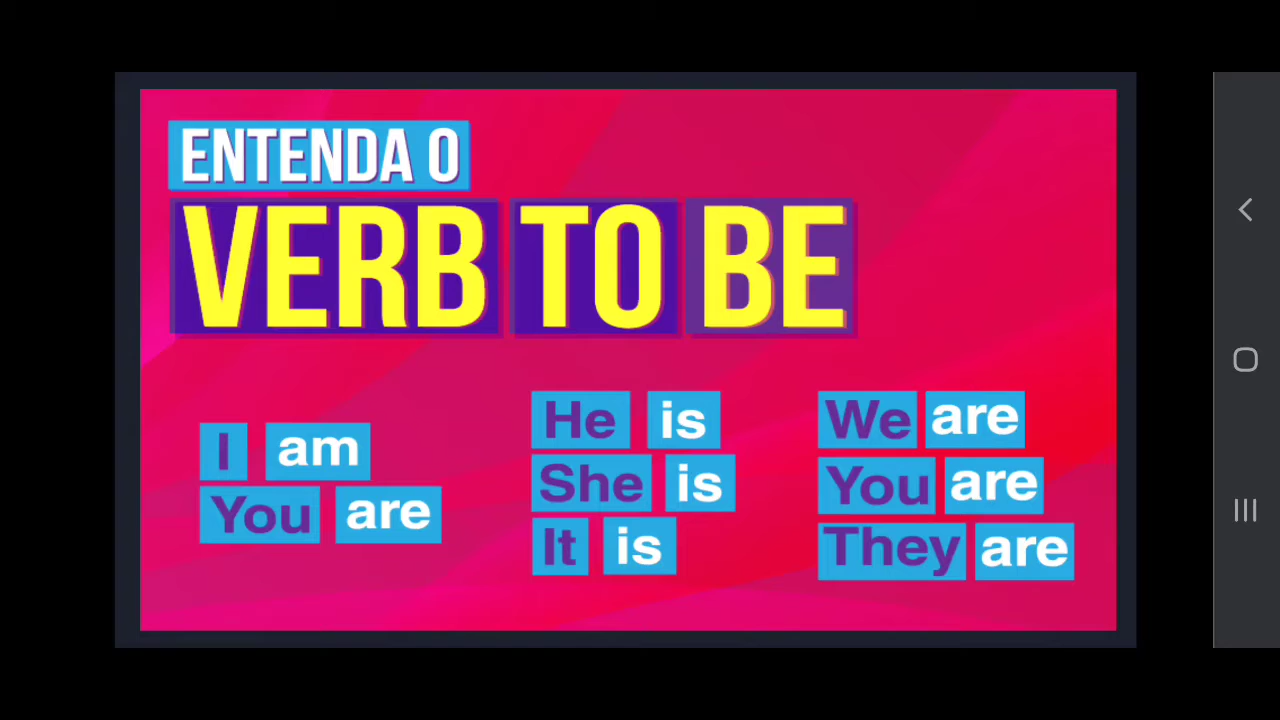 ENTENDA O
VERB TO BE
I am
You are
He is
She is
It is
We are
You are
They are